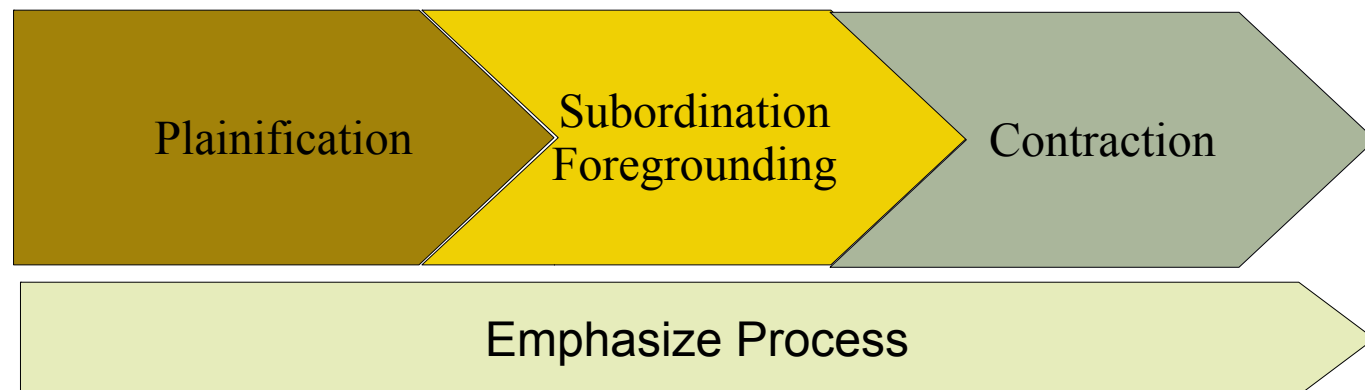 Plainification
Subordination
Foregrounding
Contraction
Emphasize Process